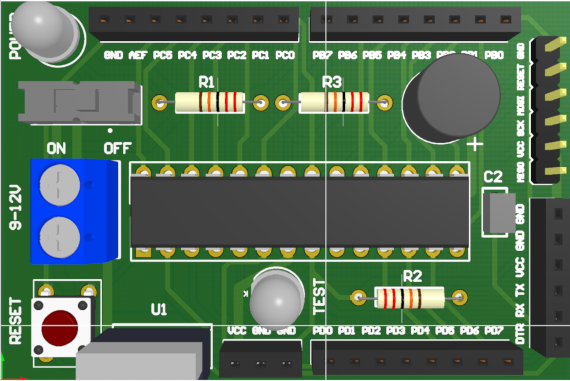 POWER
GND AEF PC5 PC4 PC3 PC2 PC1 PC0
PB7 PB6 PB5 PB4 PB3 PB1 PB0
GND
RESET
MOSI
SCK
VCC
MISO
R1
R3
+
ON OFF
9-12V
C2
GND
GND
VCC
TX
RX
DTR
R2
TEST
RESET
U1
VCC GND GND
PD0 PD1 PD2 PD3 PD4 PD5 PD6 PD7